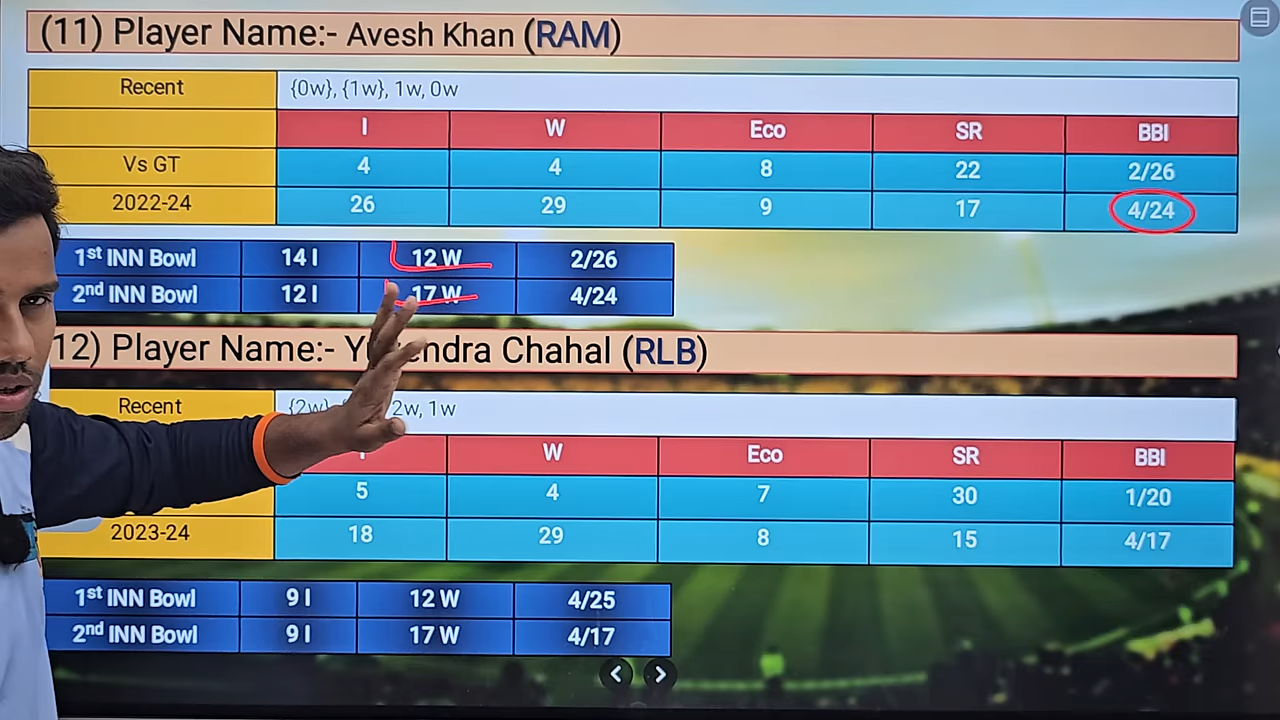 (11) Player Name:- Avesh Khan (RAM)
Recent {0w}, {1w}, 1w, 0w
I W Eco SR BBI
Vs GT 4 4 8 22 2/26
2022-24 26 29 9 17 4/24
1st INN Bowl 14 I 12 W 2/26
2nd INN Bowl 12 I 17 W 4/24
12) Player Name:- Chahal (RLB)
Recent {2w} 2w, 1w
W Eco SR BBI
5 4 7 30 1/20
2023-24 18 29 8 15 4/17
1st INN Bowl 9 I 12 W 4/25
2nd INN Bowl 9 I 17 W 4/17